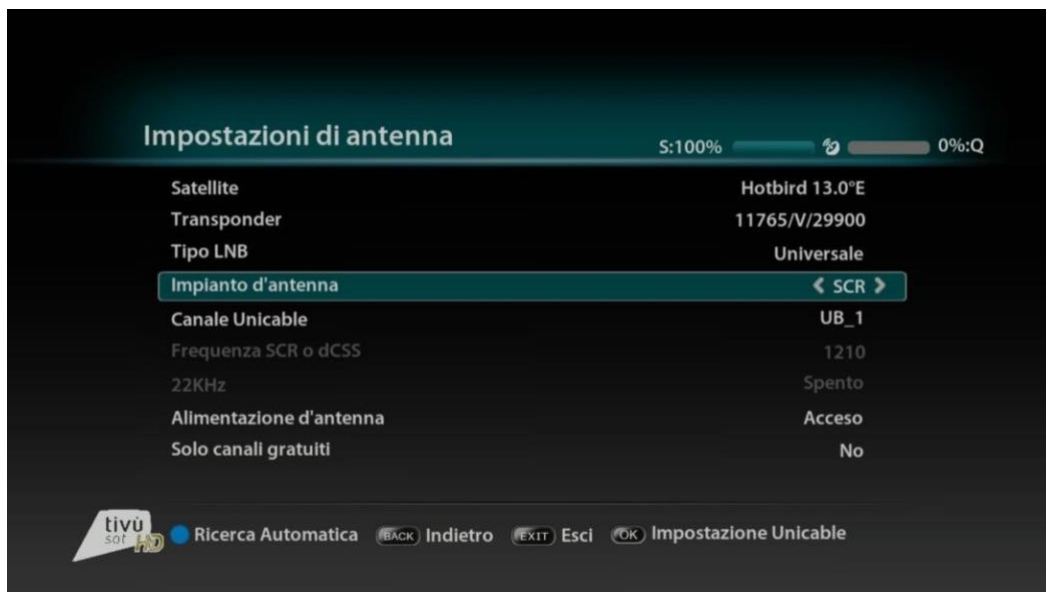 Impostazioni di antenna
S:100% 0%:Q
Satellite Hotbird 13.0°E
Transponder 11765/V/29900
Tipo LNB Universale
Impianto d'antenna SCR
Canale Unicable UB_1
Frequenza SCR o dCSS 1210
22KHz Spento
Alimentazione d'antenna Acceso
Solo canali gratuiti No
tivù
sat HD
Ricerca Automatica BACK Indietro EXIT Esci OK Impostazione Unicable